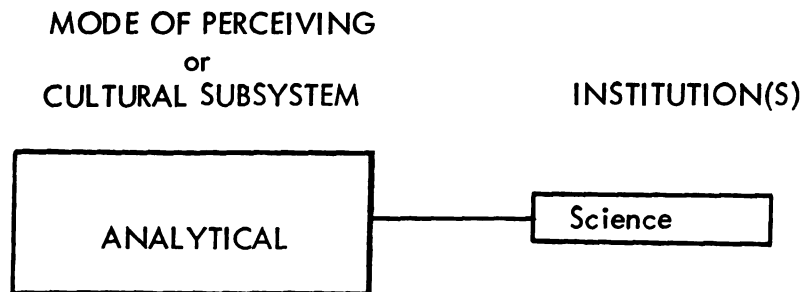 MODE OF PERCEIVING
or
CULTURAL SUBSYSTEM
INSTITUTION(S)
ANALYTICAL
Science